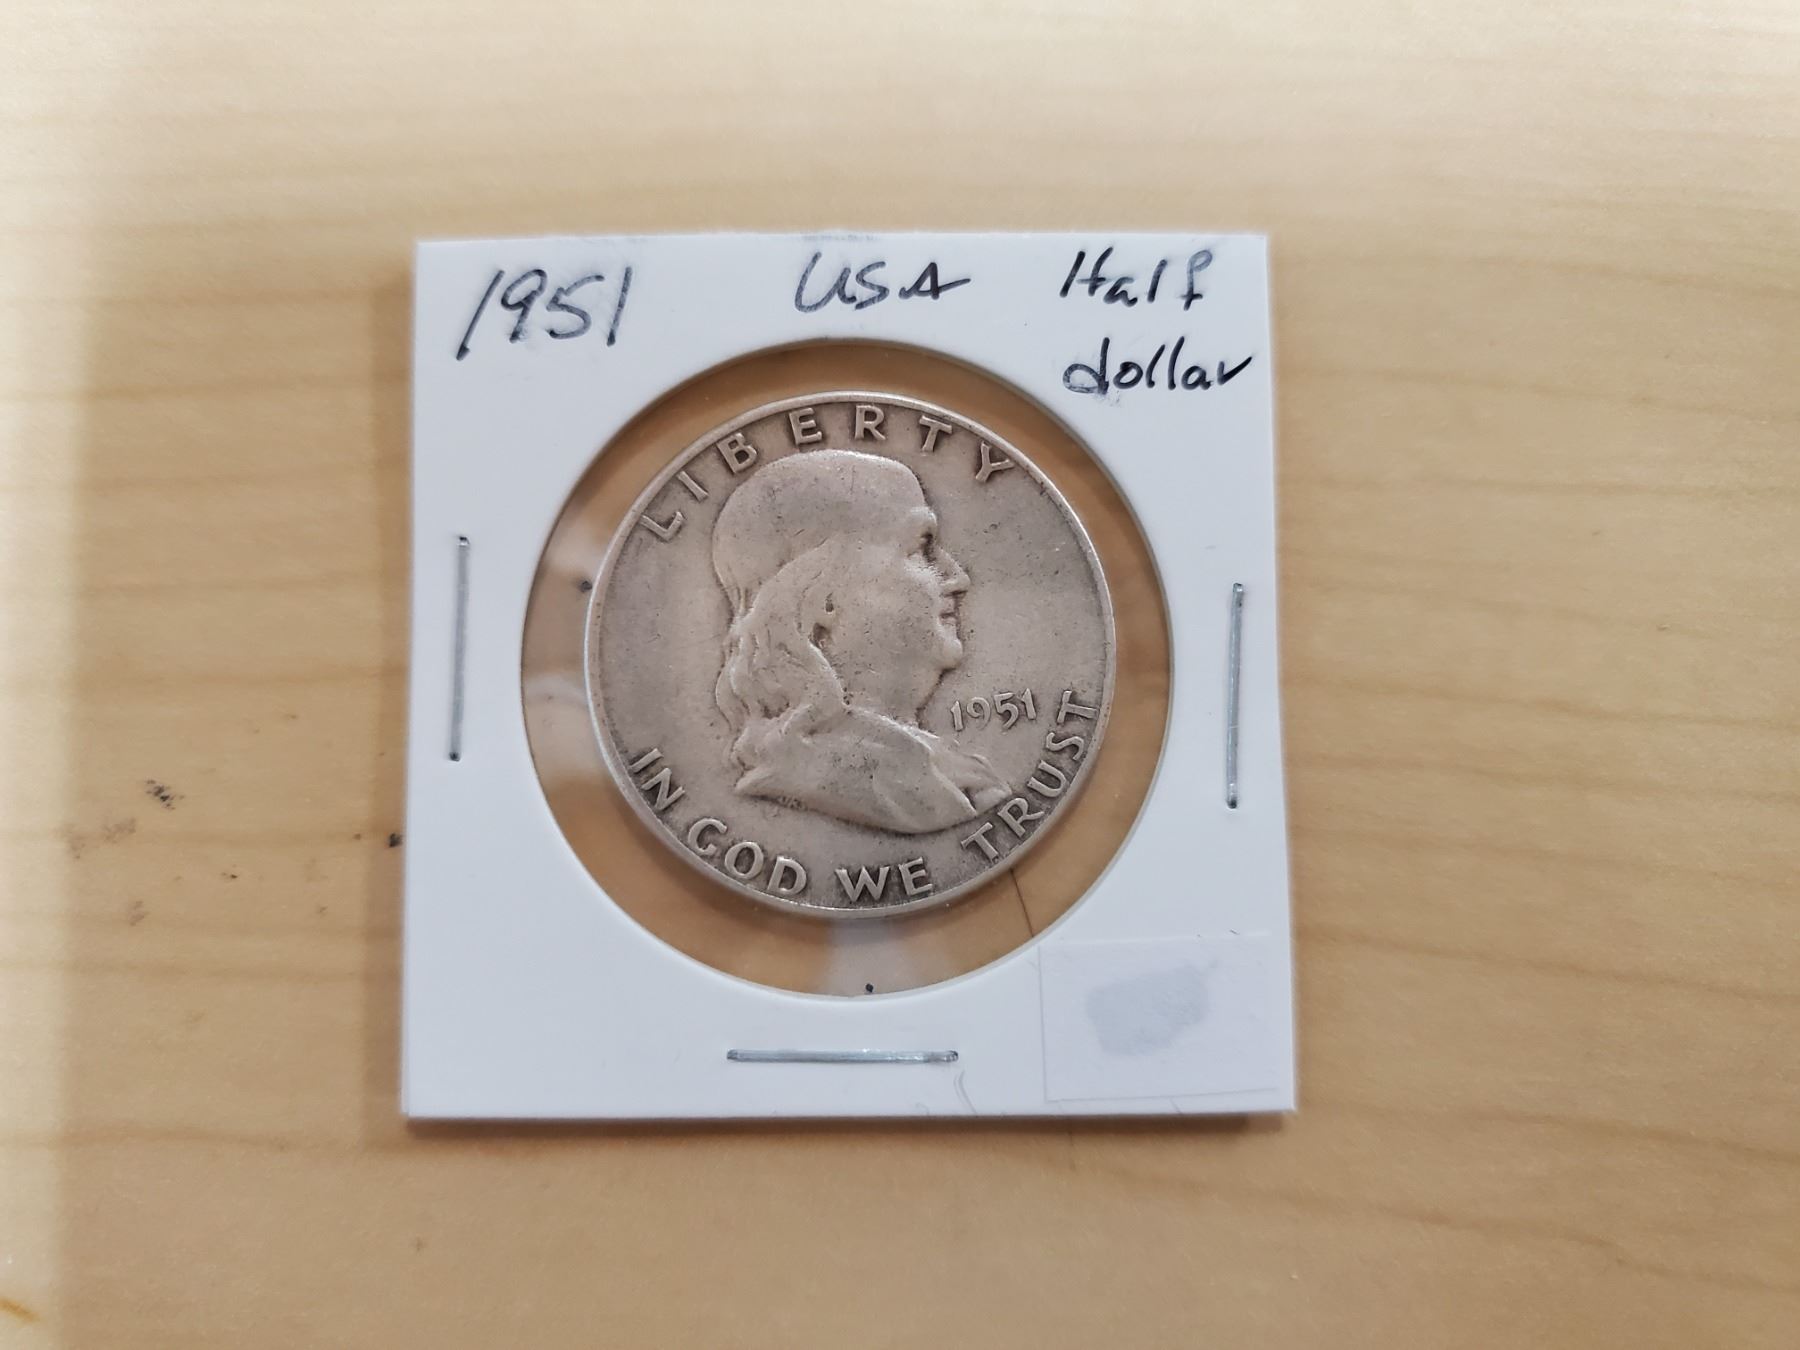 1951 USA Half
dollar
LIBERTY
1951
IN GOD WE TRUST